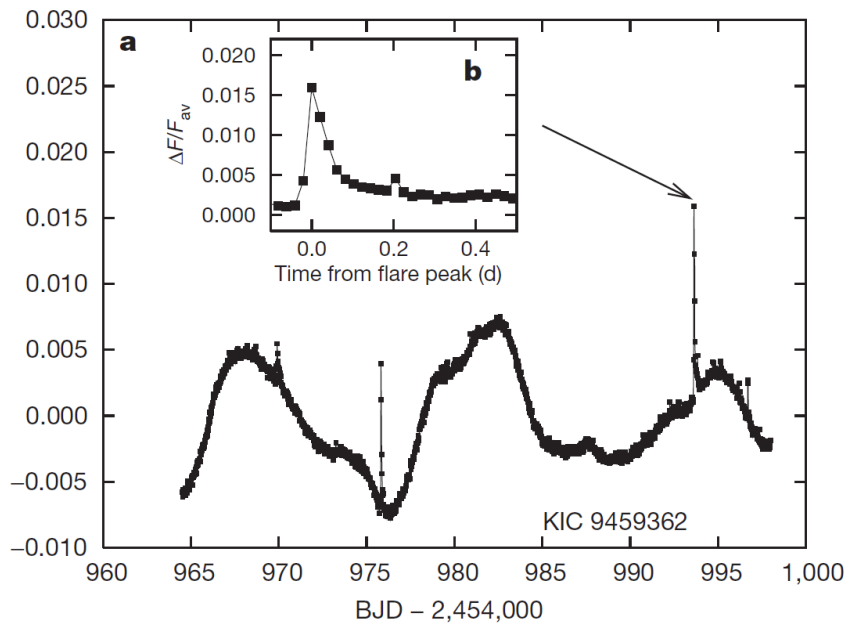 a
0.030
0.025
0.020
0.015
0.010
0.005
0.000
−0.005
−0.010
b
ΔF/Fav
0.020
0.015
0.010
0.005
0.000
0.0 0.2 0.4
Time from flare peak (d)
KIC 9459362
960 965 970 975 980 985 990 995 1,000
BJD − 2,454,000